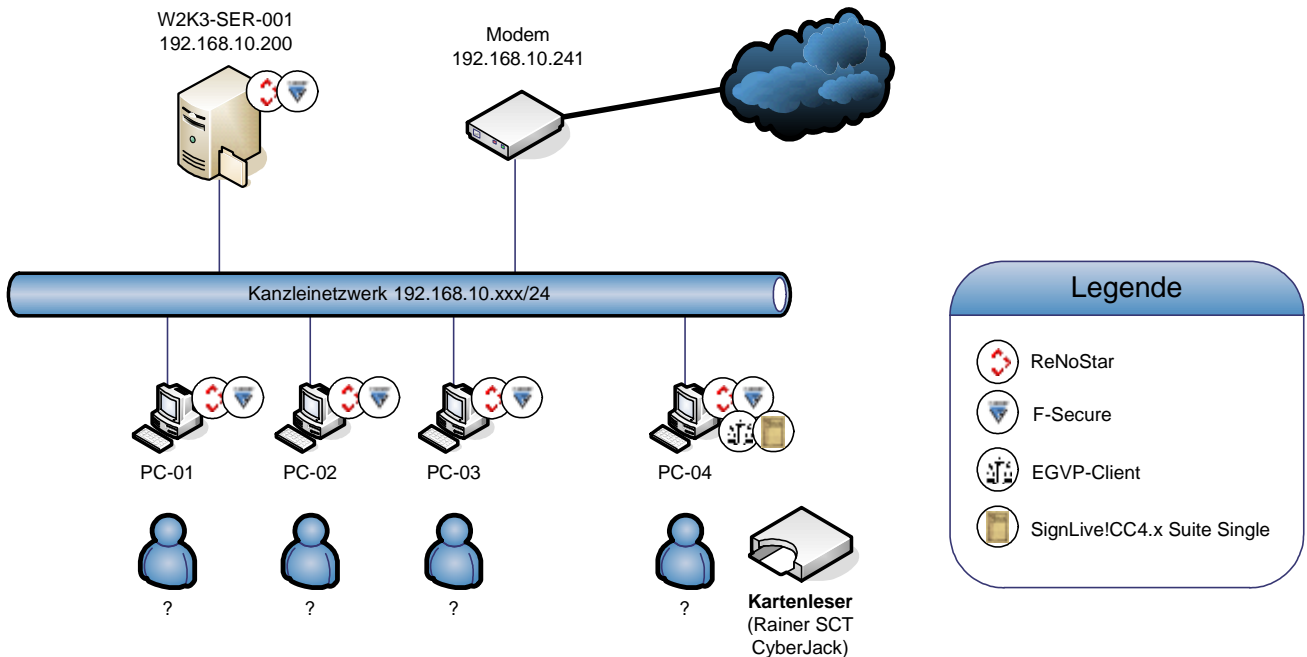 W2K3-SER-001
192.168.10.200
Modem
192.168.10.241
Kanzleinetzwerk 192.168.10.xxx/24
PC-01
PC-02
PC-03
PC-04
?
?
?
?
Kartenleser
(Rainer SCT
CyberJack)
Legende
ReNoStar
F-Secure
EGVP-Client
SignLive!CC4.x Suite Single